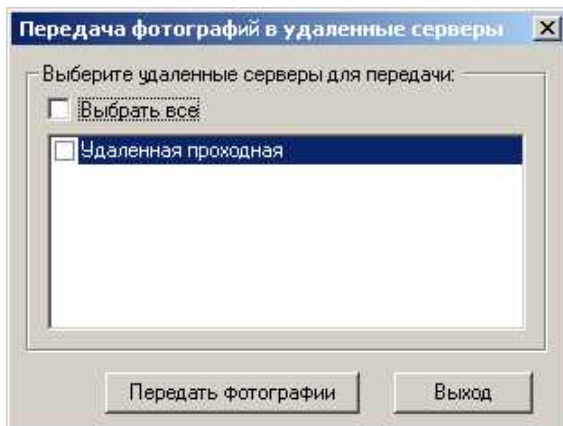 Передача фотографий в удаленные серверы
Выберите удаленные серверы для передачи:
Выбрать все
Удаленная проходная
Передать фотографии
Выход